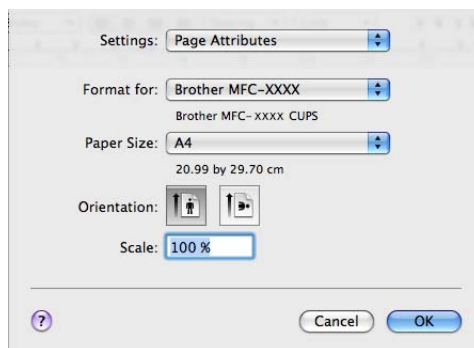 Settings: Page Attributes
Format for: Brother MFC-XXXX
Brother MFC-XXXX CUPS
Paper Size: A4
20.99 by 29.70 cm
Orientation:
Scale: 100 %
? Cancel OK